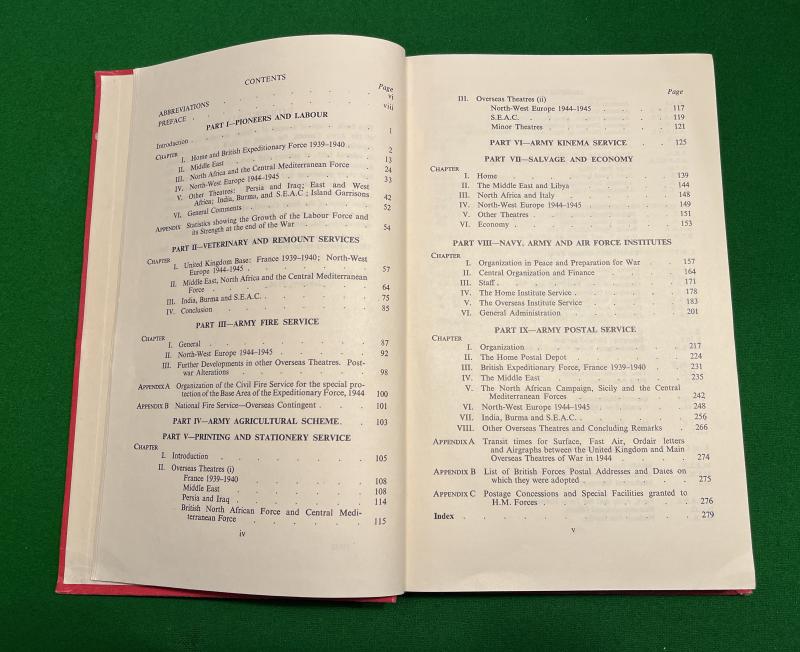 CONTENTS
Page
ABBREVIATIONS . . . . . . vi
PREFACE . . . . . . viii
PART I—PIONEERS AND LABOUR
Introduction . . . . . . 1
CHAPTER
I. Home and British Expeditionary Force 1939–1940 . . 2
II. Middle East . . . . . 13
III. North Africa and the Central Mediterranean Force . 24
IV. North-West Europe 1944–1945 . . . . 33
V. Other Theatres: Persia and Iraq; East and West
Africa; India, Burma, and S.E.A.C; Island Garrisons 42
VI. General Comments . . . . . 52
APPENDIX Statistics showing the Growth of the Labour Force and
its Strength at the end of the War . . . . 54
PART II—VETERINARY AND REMOUNT SERVICES
CHAPTER
I. United Kingdom Base: France 1939–1940; North-West
Europe 1944–1945 . . . . . 57
II. Middle East, North Africa and the Central Mediterranean
Force . . . . . . 64
III. India, Burma and S.E.A.C. . . . . 75
IV. Conclusion . . . . . . 85
PART III—ARMY FIRE SERVICE
CHAPTER
I. General . . . . . . 87
II. North-West Europe 1944–1945 . . . . 92
III. Further Developments in other Overseas Theatres. Post-
war Alterations . . . . . 98
APPENDIX A Organization of the Civil Fire Service for the special pro-
tection of the Base Area of the Expeditionary Force, 1944 100
APPENDIX B National Fire Service—Overseas Contingent . . 101
PART IV—ARMY AGRICULTURAL SCHEME . 103
PART V—PRINTING AND STATIONERY SERVICE
CHAPTER
I. Introduction . . . . . 105
II. Overseas Theatres (i)
France 1939–1940 . . . . . 108
Middle East . . . . . 108
Persia and Iraq . . . . . 114
British North African Force and Central Medi-
terranean Force . . . . . 115
iv
Page
III. Overseas Theatres (ii)
North-West Europe 1944–1945 . . . . 117
S.E.A.C. . . . . . 119
Minor Theatres . . . . . 121
PART VI—ARMY KINEMA SERVICE . 125
PART VII—SALVAGE AND ECONOMY
CHAPTER
I. Home . . . . . . 139
II. The Middle East and Libya . . . . 144
III. North Africa and Italy . . . . . 148
IV. North-West Europe 1944–1945 . . . . 149
V. Other Theatres . . . . . 151
VI. Economy . . . . . . 153
PART VIII—NAVY, ARMY AND AIR FORCE INSTITUTES
CHAPTER
I. Organization in Peace and Preparation for War . . 157
II. Central Organization and Finance . . . 164
III. Staff . . . . . . 171
IV. The Home Institute Service . . . . 178
V. The Overseas Institute Service . . . . 183
VI. General Administration . . . . . 201
PART IX—ARMY POSTAL SERVICE
CHAPTER
I. Organization . . . . . 217
II. The Home Postal Depot . . . . 224
III. British Expeditionary Force, France 1939–1940 . . 231
IV. The Middle East . . . . . 235
V. The North African Campaign, Sicily and the Central
Mediterranean Forces . . . . . 242
VI. North-West Europe 1944–1945 . . . . 248
VII. India, Burma and S.E.A.C. . . . . 256
VIII. Other Overseas Theatres and Concluding Remarks . 266
APPENDIX A Transit times for Surface, Fast Air, Ordair letters
and Airgraphs between the United Kingdom and Main
Overseas Theatres of War in 1944 . . . 274
APPENDIX B List of British Forces Postal Addresses and Dates on
which they were adopted . . . . . 275
APPENDIX C Postage Concessions and Special Facilities granted to
H.M. Forces . . . . . . 276
Index . . . . . . . 279
v